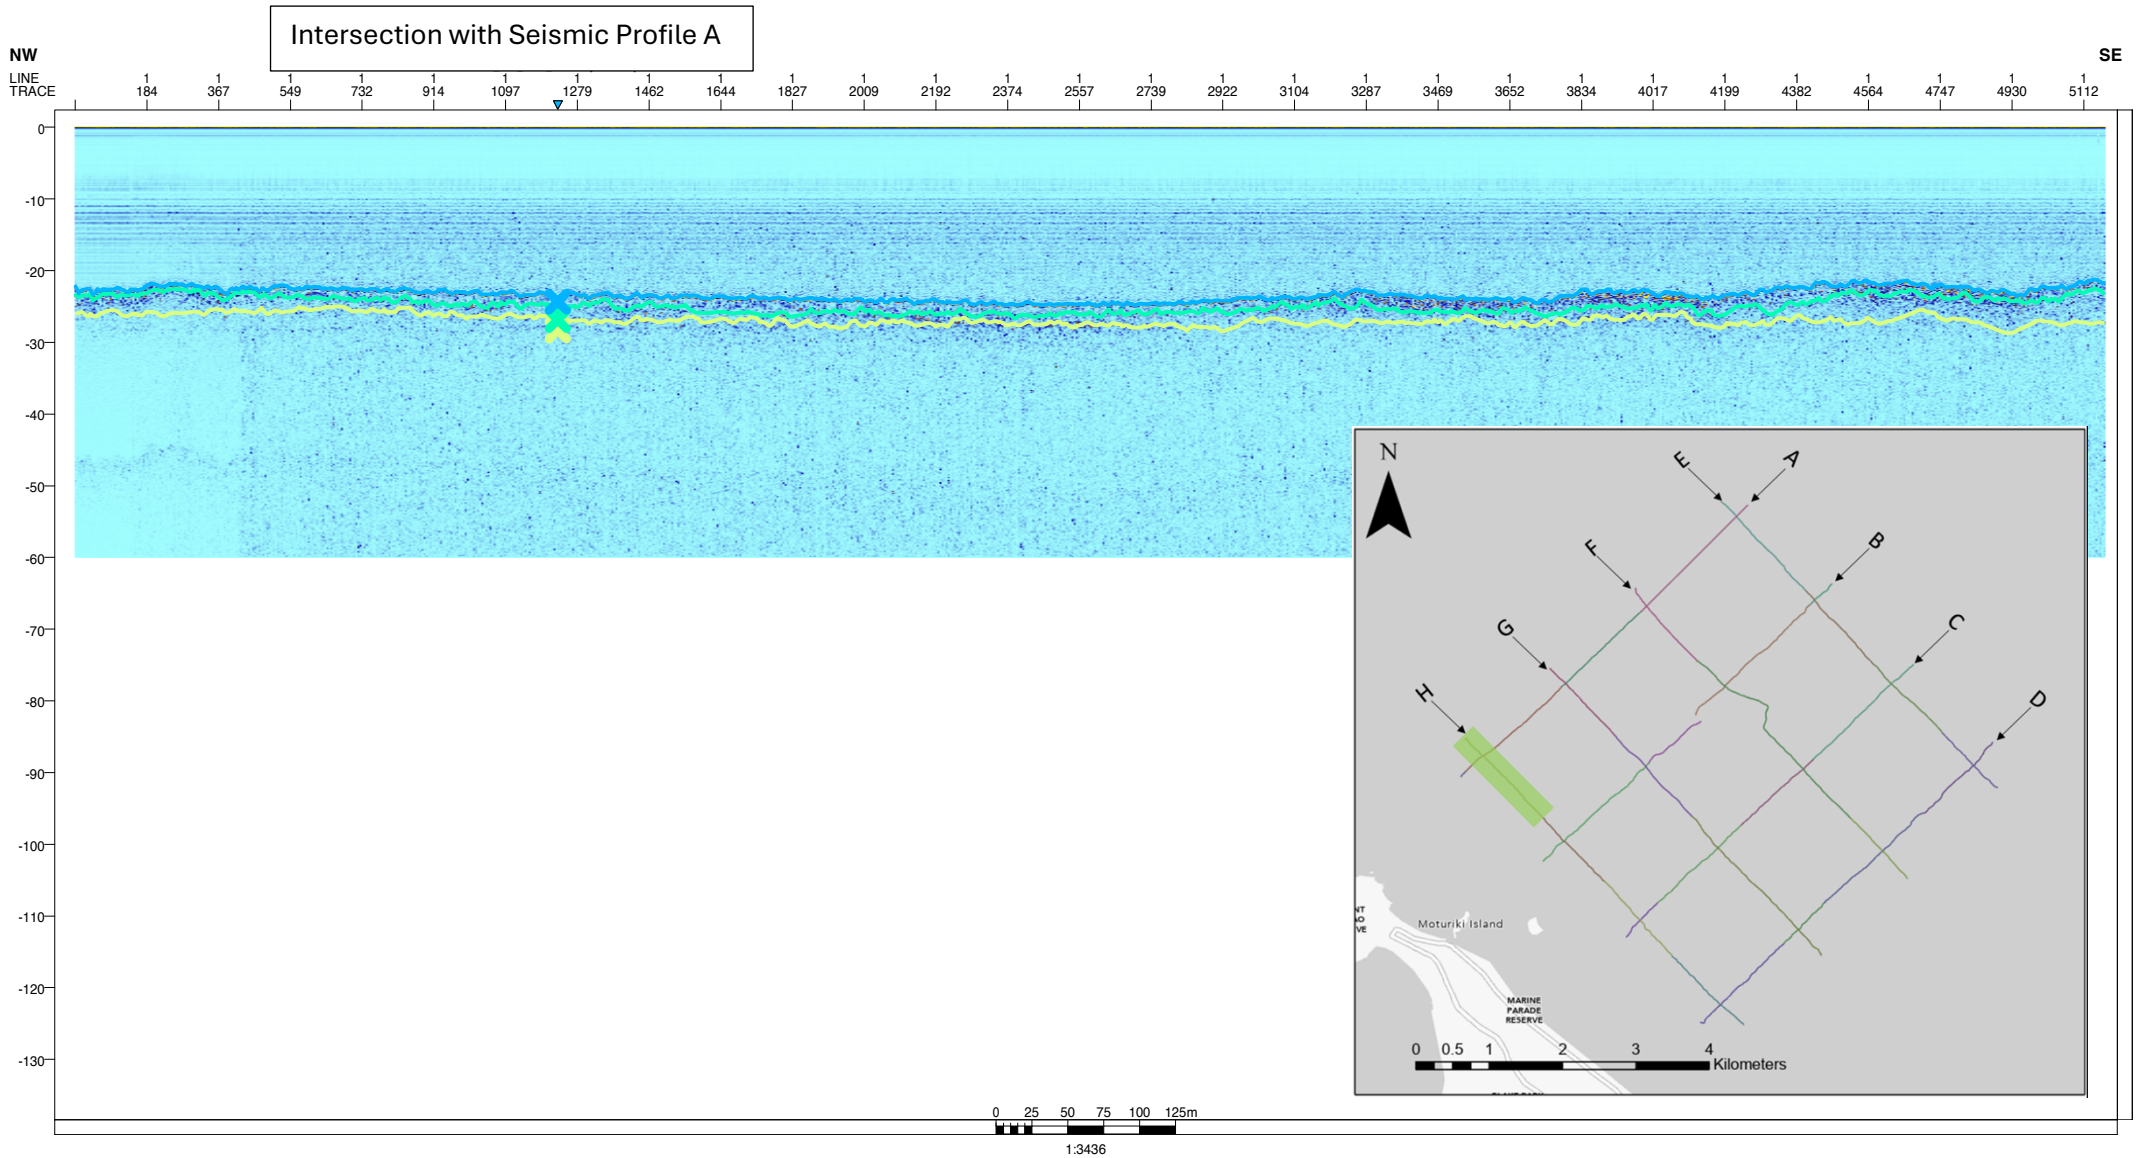 Intersection with Seismic Profile A
NW
SE
LINE 1 1 1 1 1 1 1 1 1 1 1 1 1 1 1 1 1 1 1 1 1 1 1 1 1 1 1 1
TRACE 184 367 549 732 914 1097 1279 1462 1644 1827 2009 2192 2374 2557 2739 2922 3104 3287 3469 3652 3834 4017 4199 4382 4564 4747 4930 5112
0
-10
-20
-30
-40
-50
-60
-70
-80
-90
-100
-110
-120
-130
N
E
A
F
B
G
C
H
D
NT
AO
VE
Moturiki Island
MARINE
PARADE
RESERVE
0 0.5 1 2 3 4
Kilometers
0 25 50 75 100 125m
1:3436